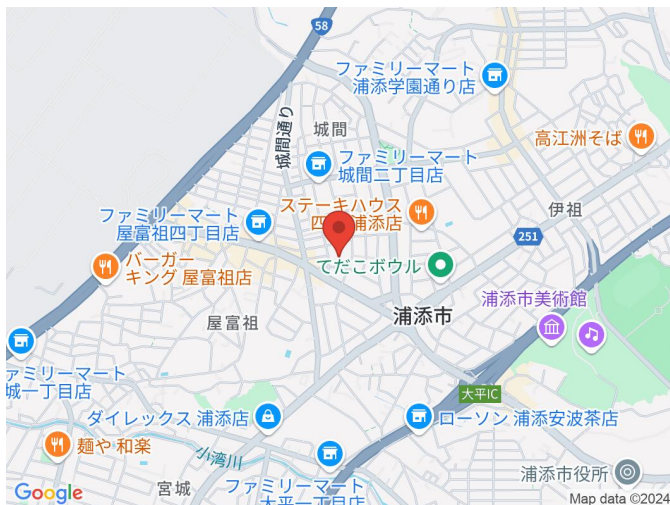 58
ファミリーマート
浦添学園通り店
城間通り
城間
高江洲そば
ファミリーマート
城間二丁目店
ステーキハウス
浦添店
伊祖
ファミリーマート
屋富祖四丁目店
251
てだこボウル
バーガー
キング 屋富祖店
浦添市美術館
屋富祖
浦添市
ァミリーマート
城一丁目店
大平IC
ダイレックス 浦添店
ローソン 浦添安波茶店
麺や 和楽
小湾川
浦添市役所
宮城
ファミリーマート
大平一丁目店
Google
Map data ©2024